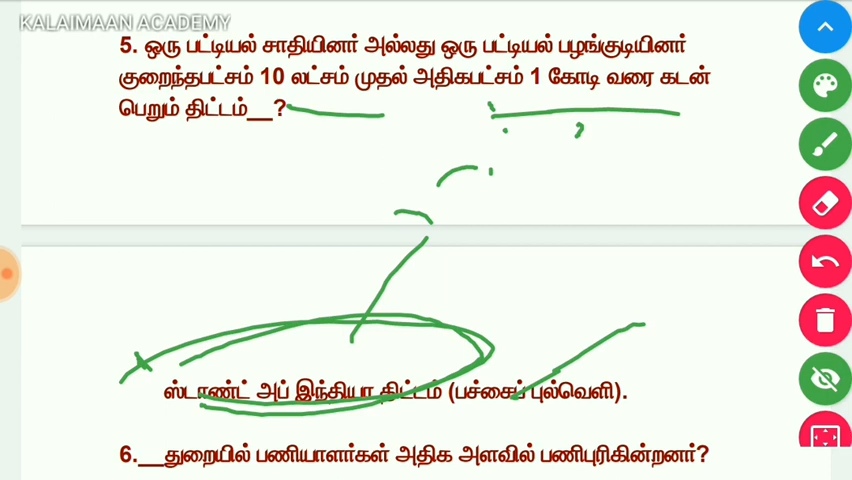 KALAIMAAN ACADEMY
5. ஒரு பட்டியல் சாதியினர் அல்லது ஒரு பட்டியல் பழங்குடியினர்
குறைந்தபட்சம் 10 லட்சம் முதல் அதிகபட்சம் 1 கோடி வரை கடன்
பெறும் திட்டம்__?
ஸ்டாண்ட் அப் இந்தியா திட்டம் (பச்சைப் புல்வெளி).
6.__துறையில் பணியாளர்கள் அதிக அளவில் பணிபுரிகின்றனர்?